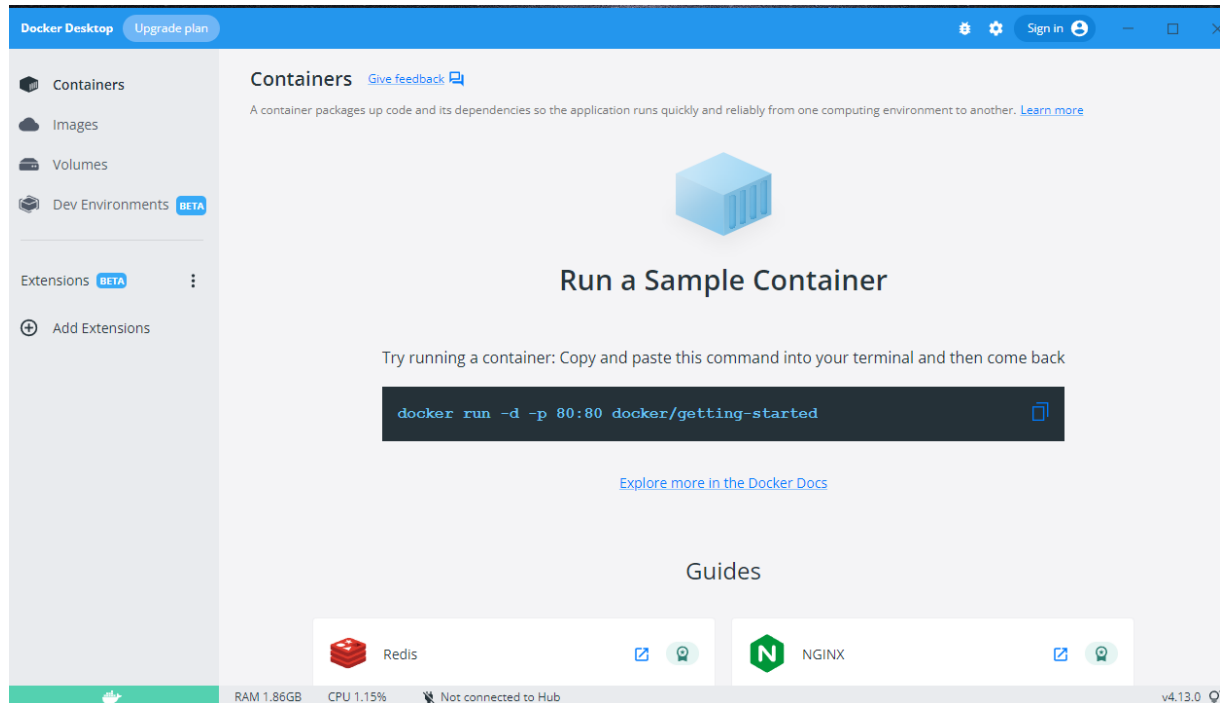 Docker Desktop Upgrade plan Sign in
Containers
Images
Volumes
Dev Environments BETA
Extensions BETA
Add Extensions
Containers Give feedback
A container packages up code and its dependencies so the application runs quickly and reliably from one computing environment to another. Learn more
Run a Sample Container
Try running a container: Copy and paste this command into your terminal and then come back
docker run -d -p 80:80 docker/getting-started
Explore more in the Docker Docs
Guides
Redis
N NGINX
RAM 1.86GB CPU 1.15% Not connected to Hub v4.13.0